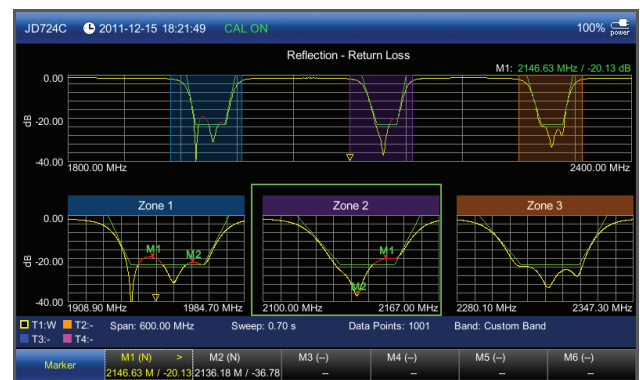 JD724C 2011-12-15 18:21:49 CAL ON 100% power
Reflection - Return Loss
M1: 2146.63 MHz / -20.13 dB
0.00
dB -20.00
-40.00
1800.00 MHz 2400.00 MHz
Zone 1 Zone 2 Zone 3
0.00
M1 M2 M1
dB -20.00
M2
-40.00
1908.90 MHz 1984.70 MHz 2100.00 MHz 2167.00 MHz 2280.10 MHz 2347.30 MHz
T1:W T2:- Span: 600.00 MHz Sweep: 0.70 s Data Points: 1001 Band: Custom Band
T3:- T4:-
Marker M1 (N) > M2 (N) M3 (--) M4 (--) M5 (--) M6 (--)
2146.63 M / -20.13 2136.18 M / -36.78 -- -- -- --